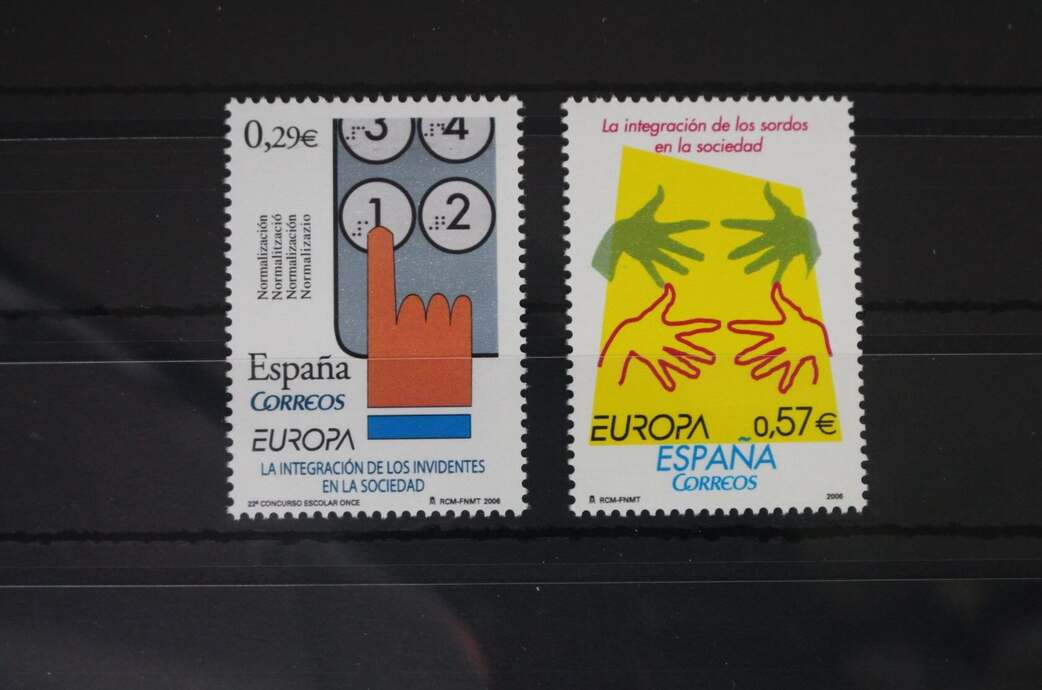 0,29€
3 4
1 2
Normalización
Normalització
Normalización
Normalizazio
España
CORREOS
EUROPA
LA INTEGRACIÓN DE LOS INVIDENTES
EN LA SOCIEDAD
22º CONCURSO ESCOLAR ONCE
RCM-FNMT 2006
La integración de los sordos
en la sociedad
EUROPA 0,57€
ESPAÑA
CORREOS
RCM-FNMT
2006